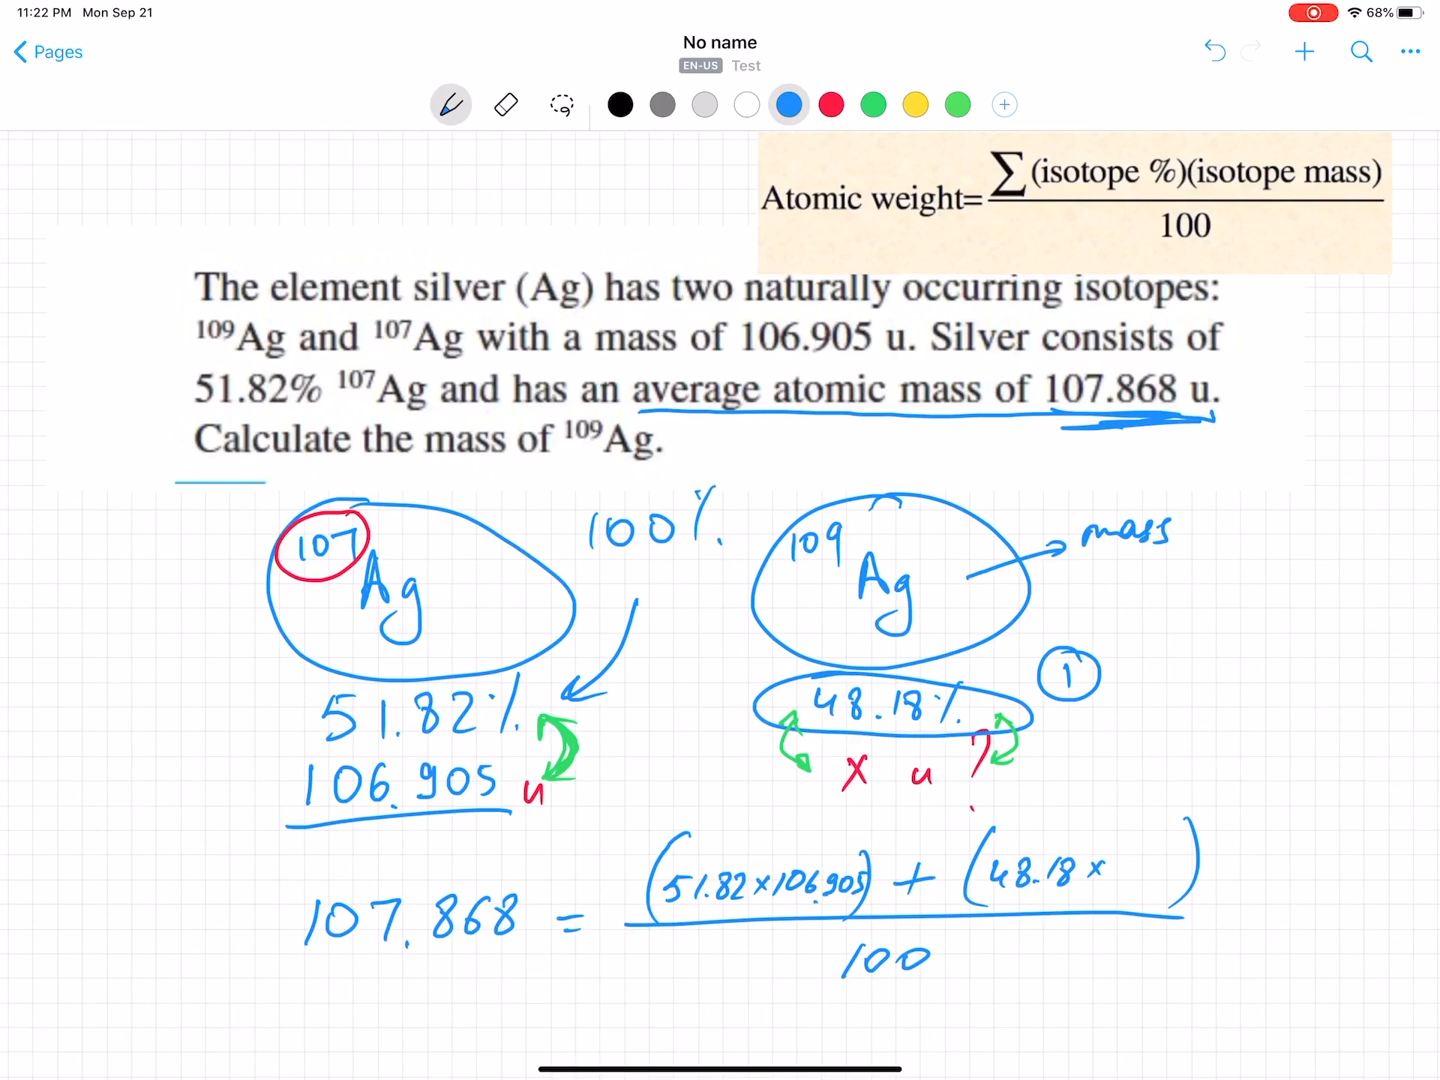 11:22 PM Mon Sep 21
68%
Pages
No name
EN-US Test
Atomic weight= ∑(isotope %)(isotope mass)
100
The element silver (Ag) has two naturally occurring isotopes:
¹⁰⁹Ag and ¹⁰⁷Ag with a mass of 106.905 u. Silver consists of
51.82% ¹⁰⁷Ag and has an average atomic mass of 107.868 u.
Calculate the mass of ¹⁰⁹Ag.
107 Ag
100%
109 Ag
mass
51.82%
48.18%
1
106.905 u
x u ?
107.868 = (51.82 x 106.905) + (48.18 x )
100